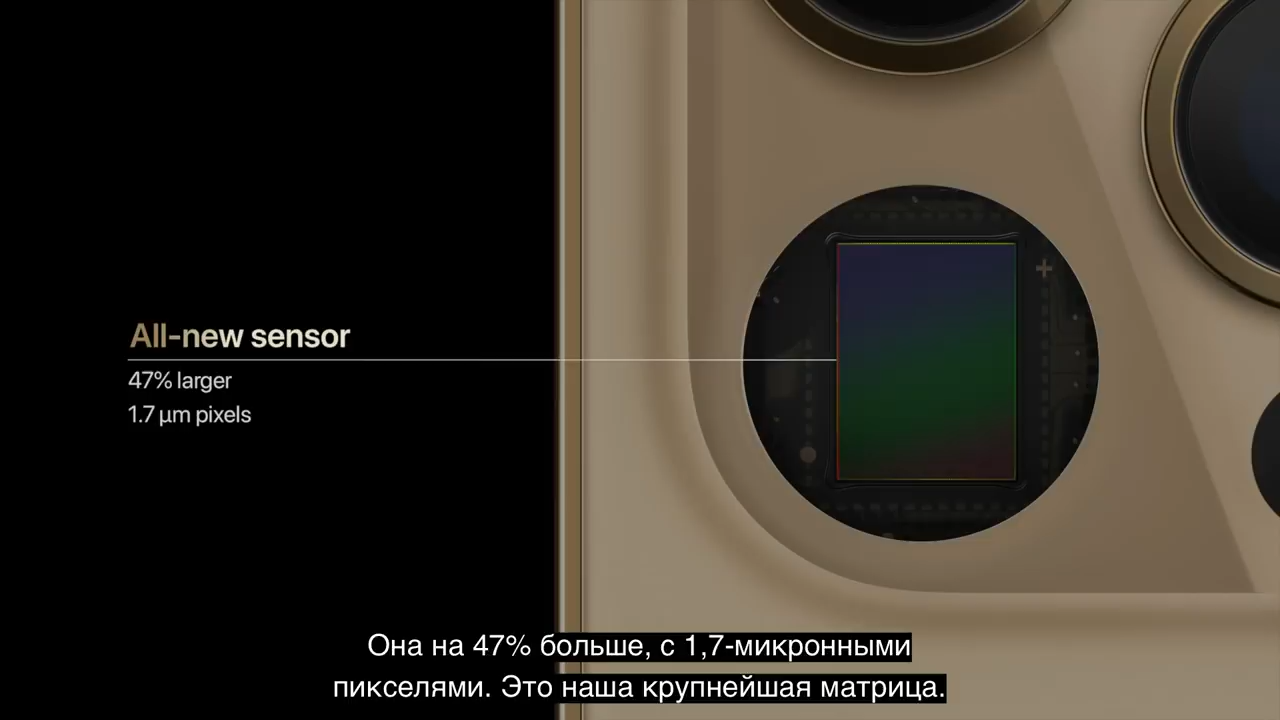 All-new sensor
47% larger
1.7 µm pixels
Она на 47% больше, с 1,7-микронными
пикселями. Это наша крупнейшая матрица.